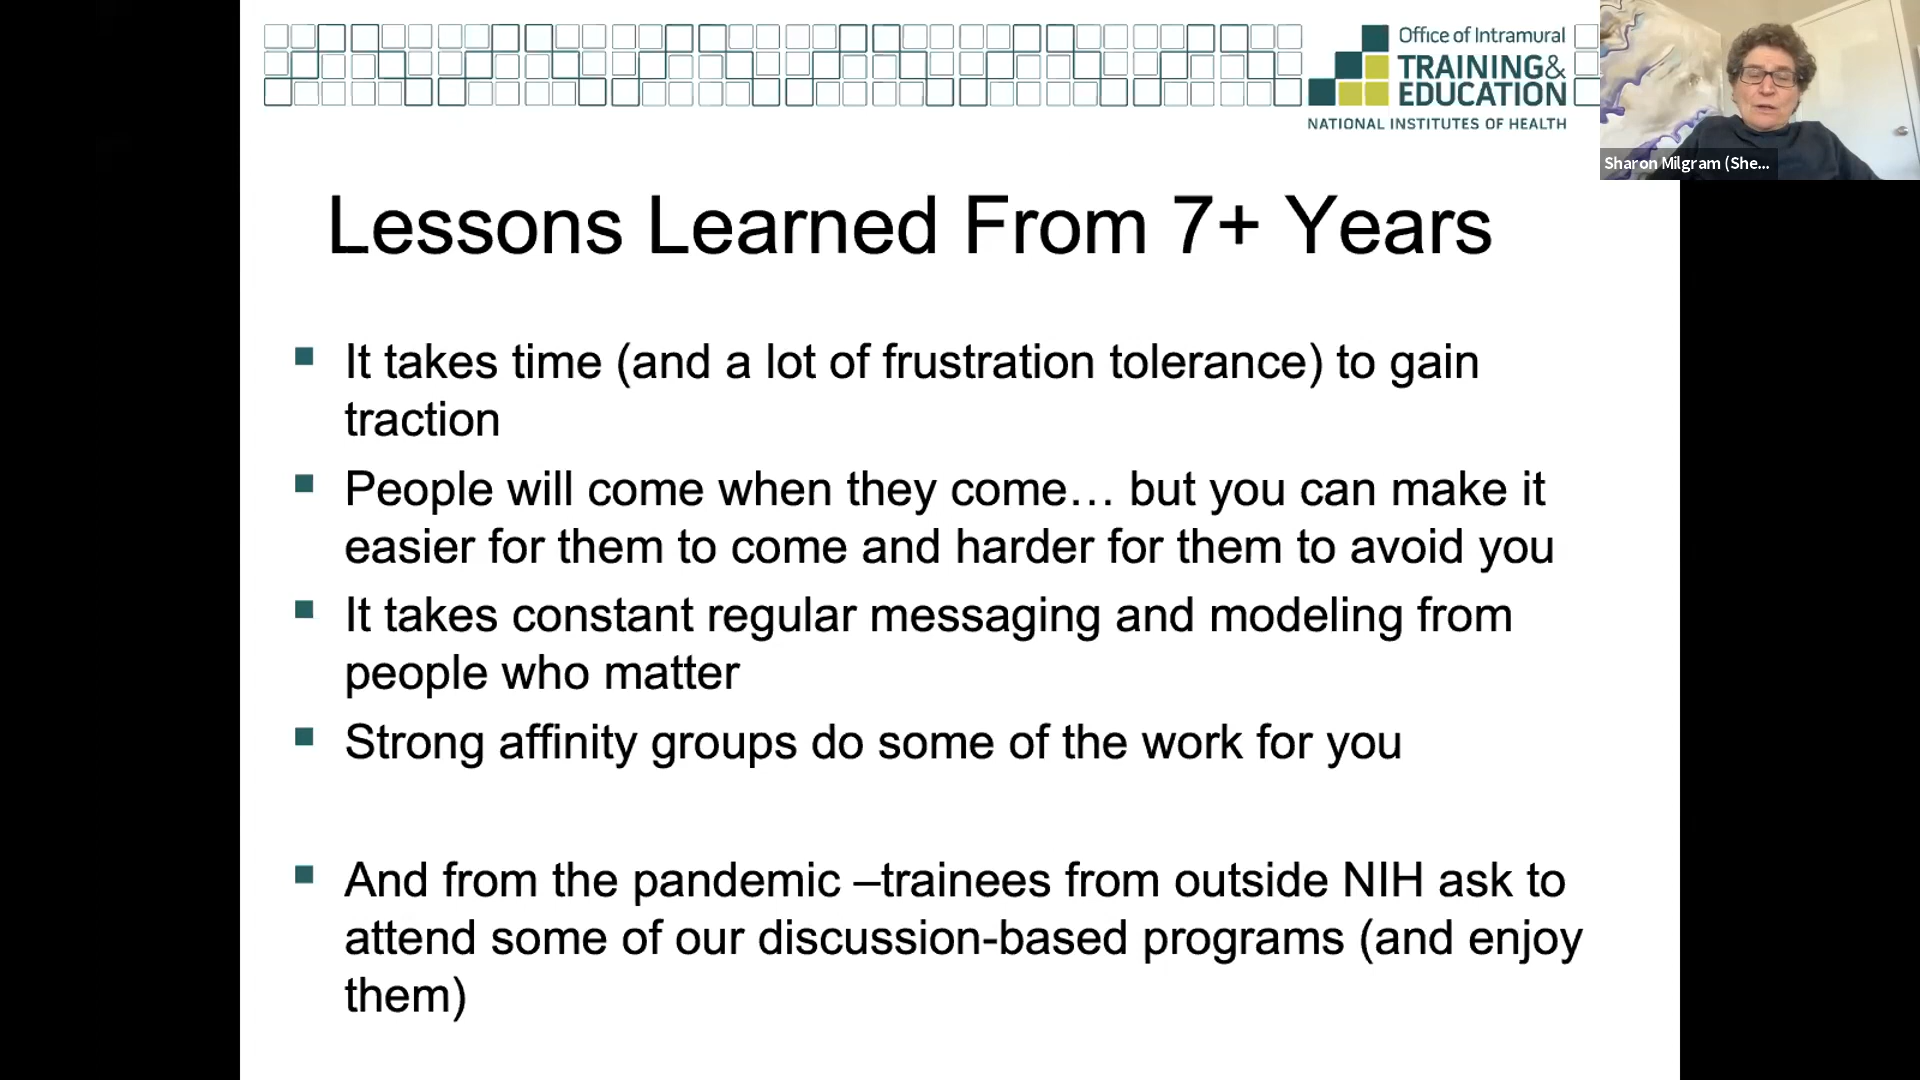 Office of Intramural
TRAINING&
EDUCATION
NATIONAL INSTITUTES OF HEALTH
Sharon Milgram (She...
Lessons Learned From 7+ Years
It takes time (and a lot of frustration tolerance) to gain
traction
People will come when they come… but you can make it
easier for them to come and harder for them to avoid you
It takes constant regular messaging and modeling from
people who matter
Strong affinity groups do some of the work for you
And from the pandemic –trainees from outside NIH ask to
attend some of our discussion-based programs (and enjoy
them)